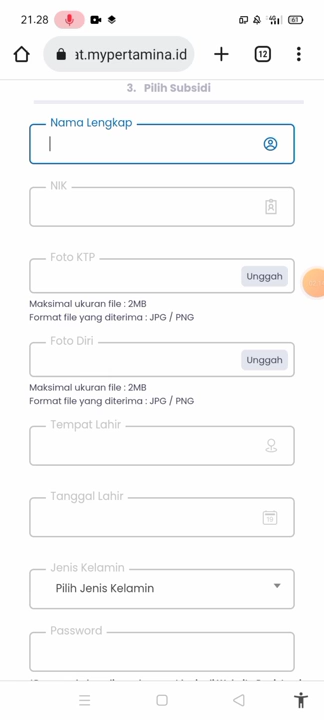 21.28
4G
61
at.mypertamina.id
12
3. Pilih Subsidi
Nama Lengkap
NIK
Foto KTP
Unggah
Maksimal ukuran file : 2MB
Format file yang diterima : JPG / PNG
Foto Diri
Unggah
Maksimal ukuran file : 2MB
Format file yang diterima : JPG / PNG
Tempat Lahir
Tanggal Lahir
Jenis Kelamin
Pilih Jenis Kelamin
Password